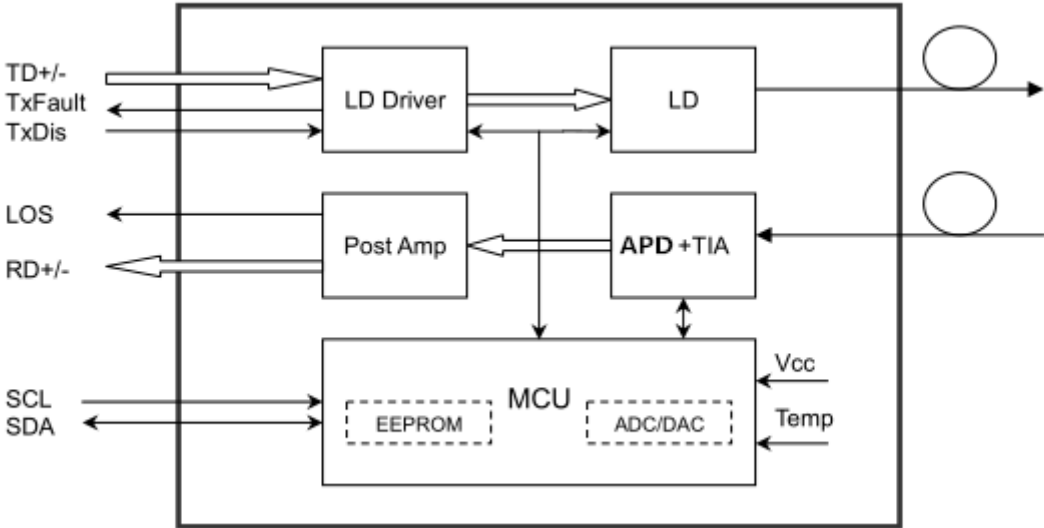 TD+/-
TxFault
TxDis
LD Driver
LD
LOS
RD+/-
Post Amp
APD +TIA
SCL
SDA
MCU
EEPROM
ADC/DAC
Vcc
Temp